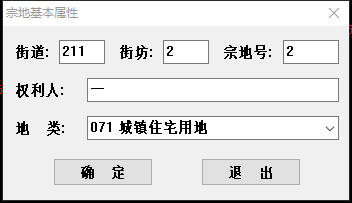 宗地基本属性
街道: 211 街坊: 2 宗地号: 2
权利人: 一
地 类: 071 城镇住宅用地
确 定 退 出